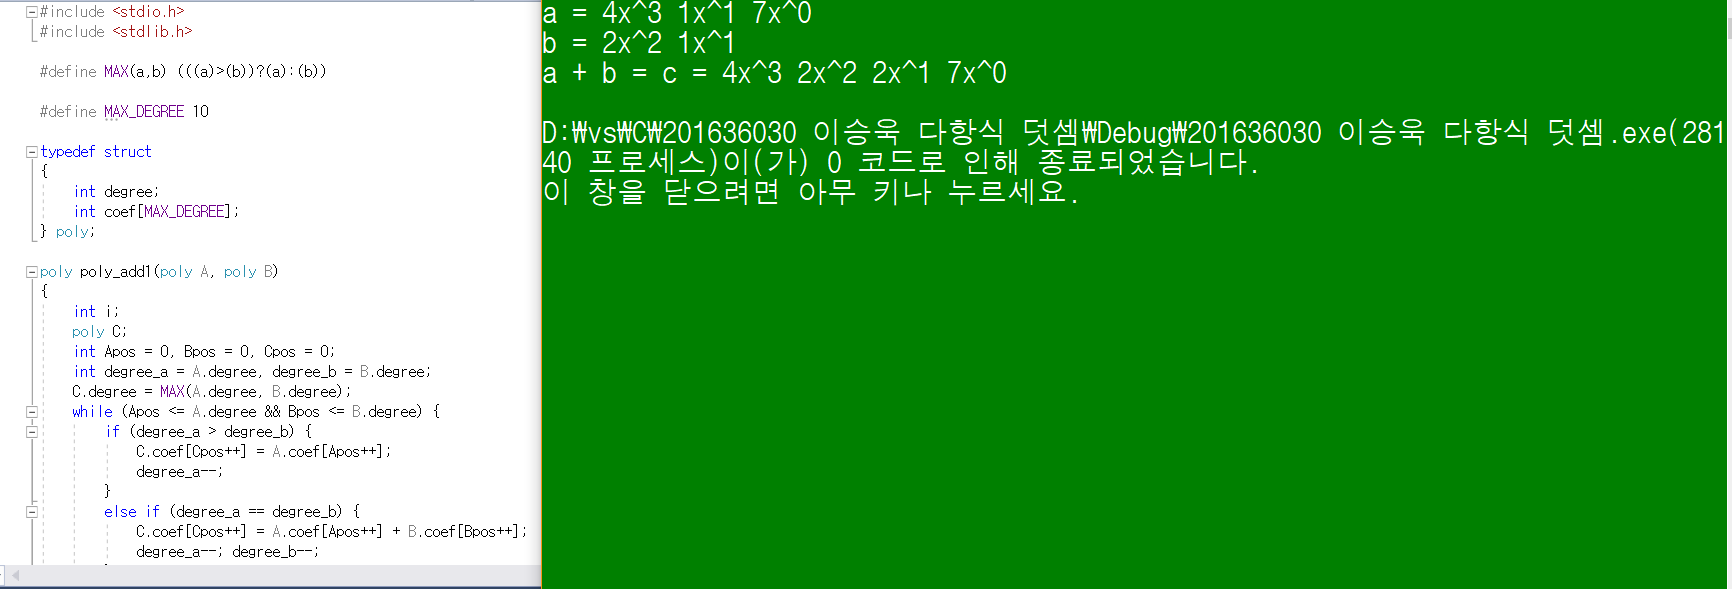 #include <stdio.h>
#include <stdlib.h>
#define MAX(a,b) (((a)>(b))?(a):(b))
#define MAX_DEGREE 10
typedef struct
{
int degree;
int coef[MAX_DEGREE];
} poly;
poly poly_add1(poly A, poly B)
{
int i;
poly C;
int Apos = 0, Bpos = 0, Cpos = 0;
int degree_a = A.degree, degree_b = B.degree;
C.degree = MAX(A.degree, B.degree);
while (Apos <= A.degree && Bpos <= B.degree) {
if (degree_a > degree_b) {
C.coef[Cpos++] = A.coef[Apos++];
degree_a--;
}
else if (degree_a == degree_b) {
C.coef[Cpos++] = A.coef[Apos++] + B.coef[Bpos++];
degree_a--; degree_b--;
a = 4x^3 1x^1 7x^0
b = 2x^2 1x^1
a + b = c = 4x^3 2x^2 2x^1 7x^0
D:₩vs₩C₩201636030 이승욱 다항식 덧셈₩Debug₩201636030 이승욱 다항식 덧셈.exe(281
40 프로세스)이(가) 0 코드로 인해 종료되었습니다.
이 창을 닫으려면 아무 키나 누르세요.